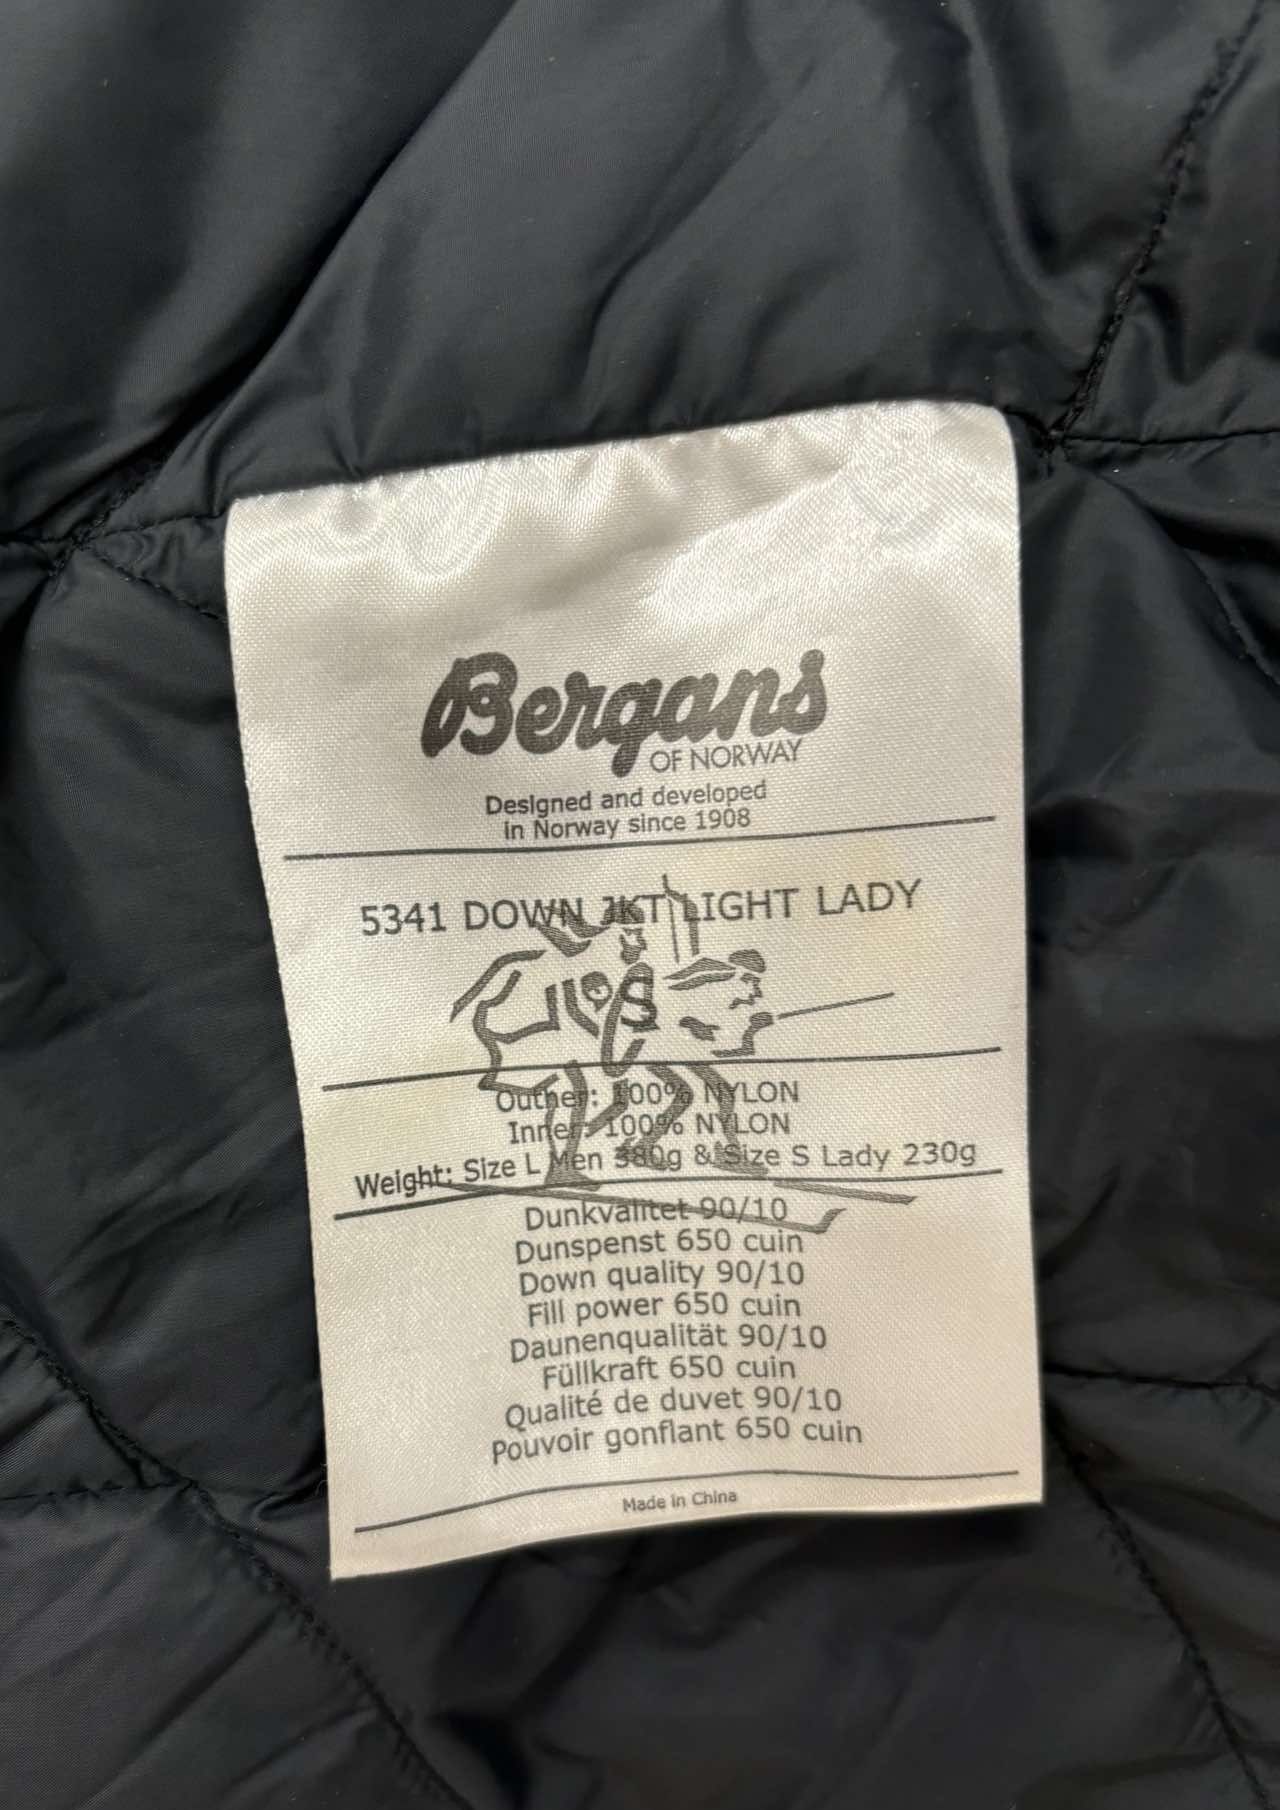 Bergans
OF NORWAY
Designed and developed
in Norway since 1908
5341 DOWN JKT LIGHT LADY
Outher: 100% NYLON
Inner: 100% NYLON
Weight: Size L Men 380g & Size S Lady 230g
Dunkvalitet 90/10
Dunspenst 650 cuin
Down quality 90/10
Fill power 650 cuin
Daunenqualität 90/10
Füllkraft 650 cuin
Qualité de duvet 90/10
Pouvoir gonflant 650 cuin
Made in China